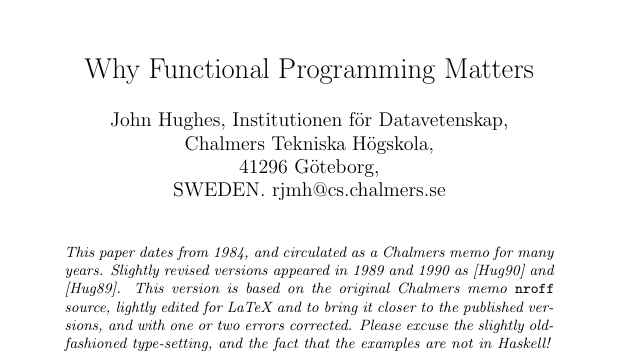 Why Functional Programming Matters
John Hughes, Institutionen för Datavetenskap,
Chalmers Tekniska Högskola,
41296 Göteborg,
SWEDEN. rjmh@cs.chalmers.se
This paper dates from 1984, and circulated as a Chalmers memo for many
years. Slightly revised versions appeared in 1989 and 1990 as [Hug90] and
[Hug89]. This version is based on the original Chalmers memo nroff
source, lightly edited for LaTeX and to bring it closer to the published ver-
sions, and with one or two errors corrected. Please excuse the slightly old-
fashioned type-setting, and the fact that the examples are not in Haskell!